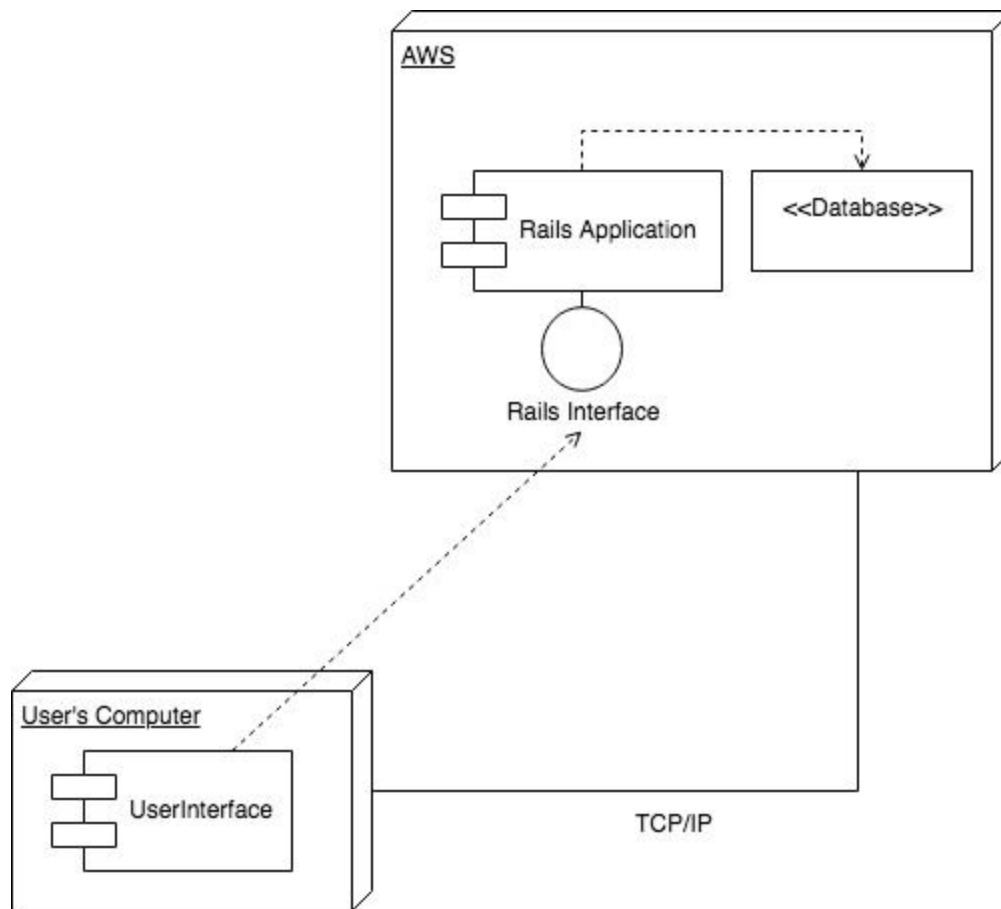 AWS
Rails Application
<<Database>>
Rails Interface
User's Computer
UserInterface
TCP/IP